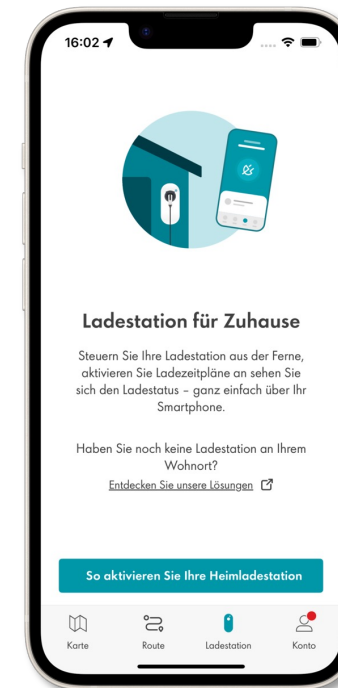 16:02
Ladestation für Zuhause
Steuern Sie Ihre Ladestation aus der Ferne,
aktivieren Sie Ladezeitpläne an sehen Sie
sich den Ladestatus – ganz einfach über Ihr
Smartphone.
Haben Sie noch keine Ladestation an Ihrem
Wohnort?
Entdecken Sie unsere Lösungen
So aktivieren Sie Ihre Heimladestation
Karte Route Ladestation Konto